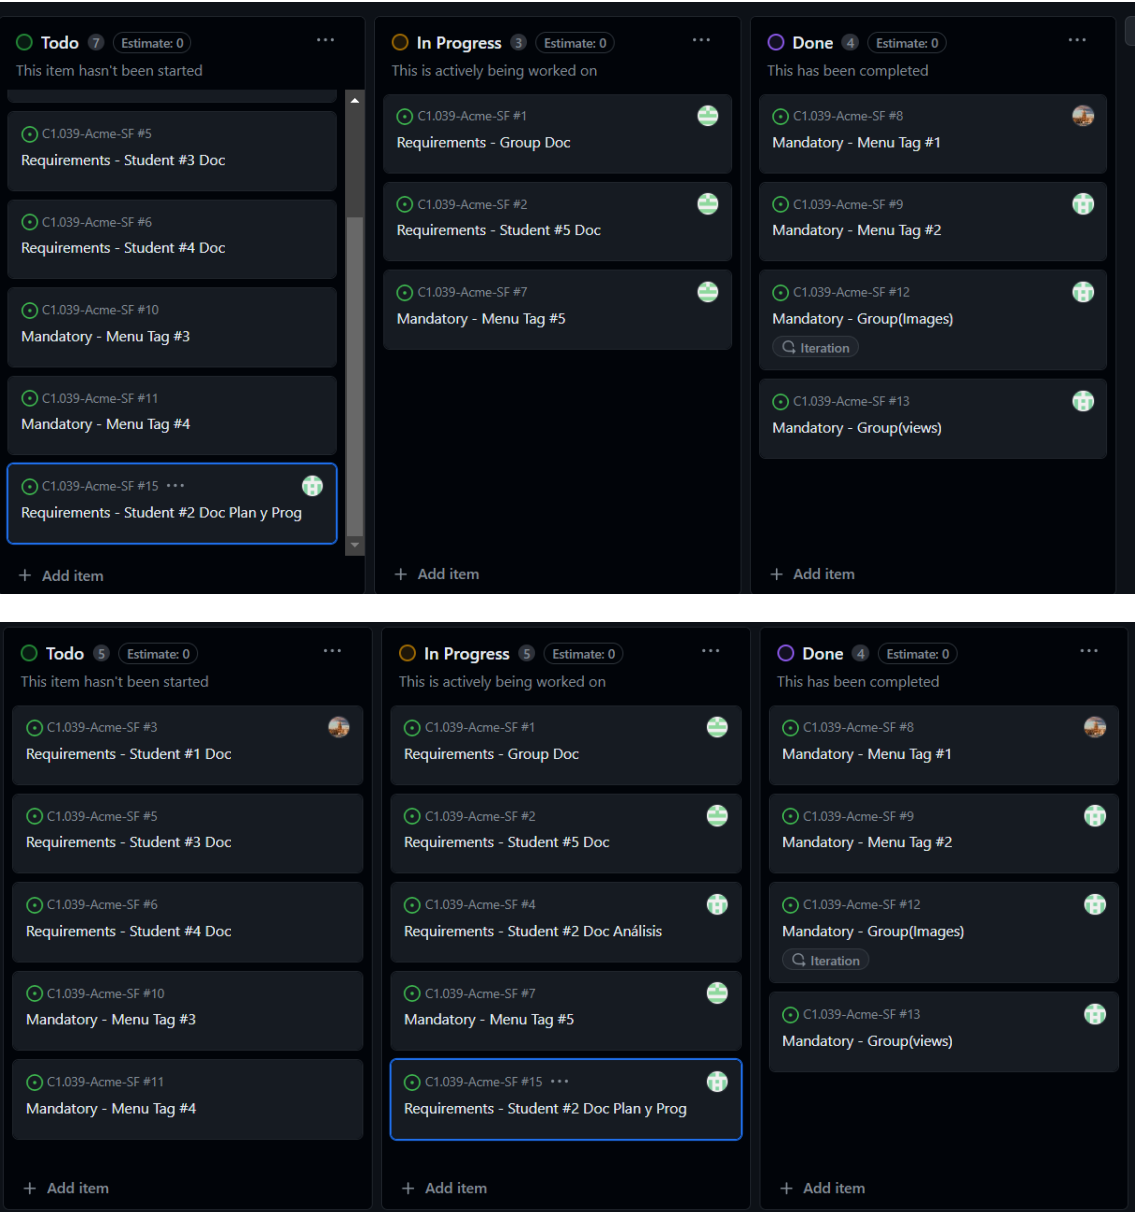 Todo 7 Estimate: 0 ...
This item hasn't been started
C1.039-Acme-SF #5
Requirements - Student #3 Doc
C1.039-Acme-SF #6
Requirements - Student #4 Doc
C1.039-Acme-SF #10
Mandatory - Menu Tag #3
C1.039-Acme-SF #11
Mandatory - Menu Tag #4
C1.039-Acme-SF #15 ...
Requirements - Student #2 Doc Plan y Prog
+ Add item
In Progress 3 Estimate: 0 ...
This is actively being worked on
C1.039-Acme-SF #1
Requirements - Group Doc
C1.039-Acme-SF #2
Requirements - Student #5 Doc
C1.039-Acme-SF #7
Mandatory - Menu Tag #5
+ Add item
Done 4 Estimate: 0 ...
This has been completed
C1.039-Acme-SF #8
Mandatory - Menu Tag #1
C1.039-Acme-SF #9
Mandatory - Menu Tag #2
C1.039-Acme-SF #12
Mandatory - Group(Images)
Iteration
C1.039-Acme-SF #13
Mandatory - Group(views)
+ Add item
Todo 5 Estimate: 0 ...
This item hasn't been started
C1.039-Acme-SF #3
Requirements - Student #1 Doc
C1.039-Acme-SF #5
Requirements - Student #3 Doc
C1.039-Acme-SF #6
Requirements - Student #4 Doc
C1.039-Acme-SF #10
Mandatory - Menu Tag #3
C1.039-Acme-SF #11
Mandatory - Menu Tag #4
+ Add item
In Progress 5 Estimate: 0 ...
This is actively being worked on
C1.039-Acme-SF #1
Requirements - Group Doc
C1.039-Acme-SF #2
Requirements - Student #5 Doc
C1.039-Acme-SF #4
Requirements - Student #2 Doc Análisis
C1.039-Acme-SF #7
Mandatory - Menu Tag #5
C1.039-Acme-SF #15 ...
Requirements - Student #2 Doc Plan y Prog
+ Add item
Done 4 Estimate: 0 ...
This has been completed
C1.039-Acme-SF #8
Mandatory - Menu Tag #1
C1.039-Acme-SF #9
Mandatory - Menu Tag #2
C1.039-Acme-SF #12
Mandatory - Group(Images)
Iteration
C1.039-Acme-SF #13
Mandatory - Group(views)
+ Add item